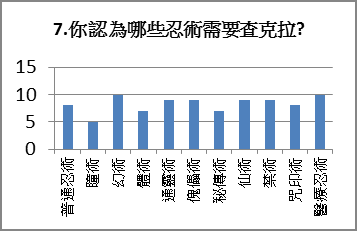 7.你認為哪些忍術需要查克拉?
15
10
5
0
普通忍術
瞳術
幻術
體術
通靈術
傀儡術
秘傳術
仙術
禁術
咒印術
醫療忍術